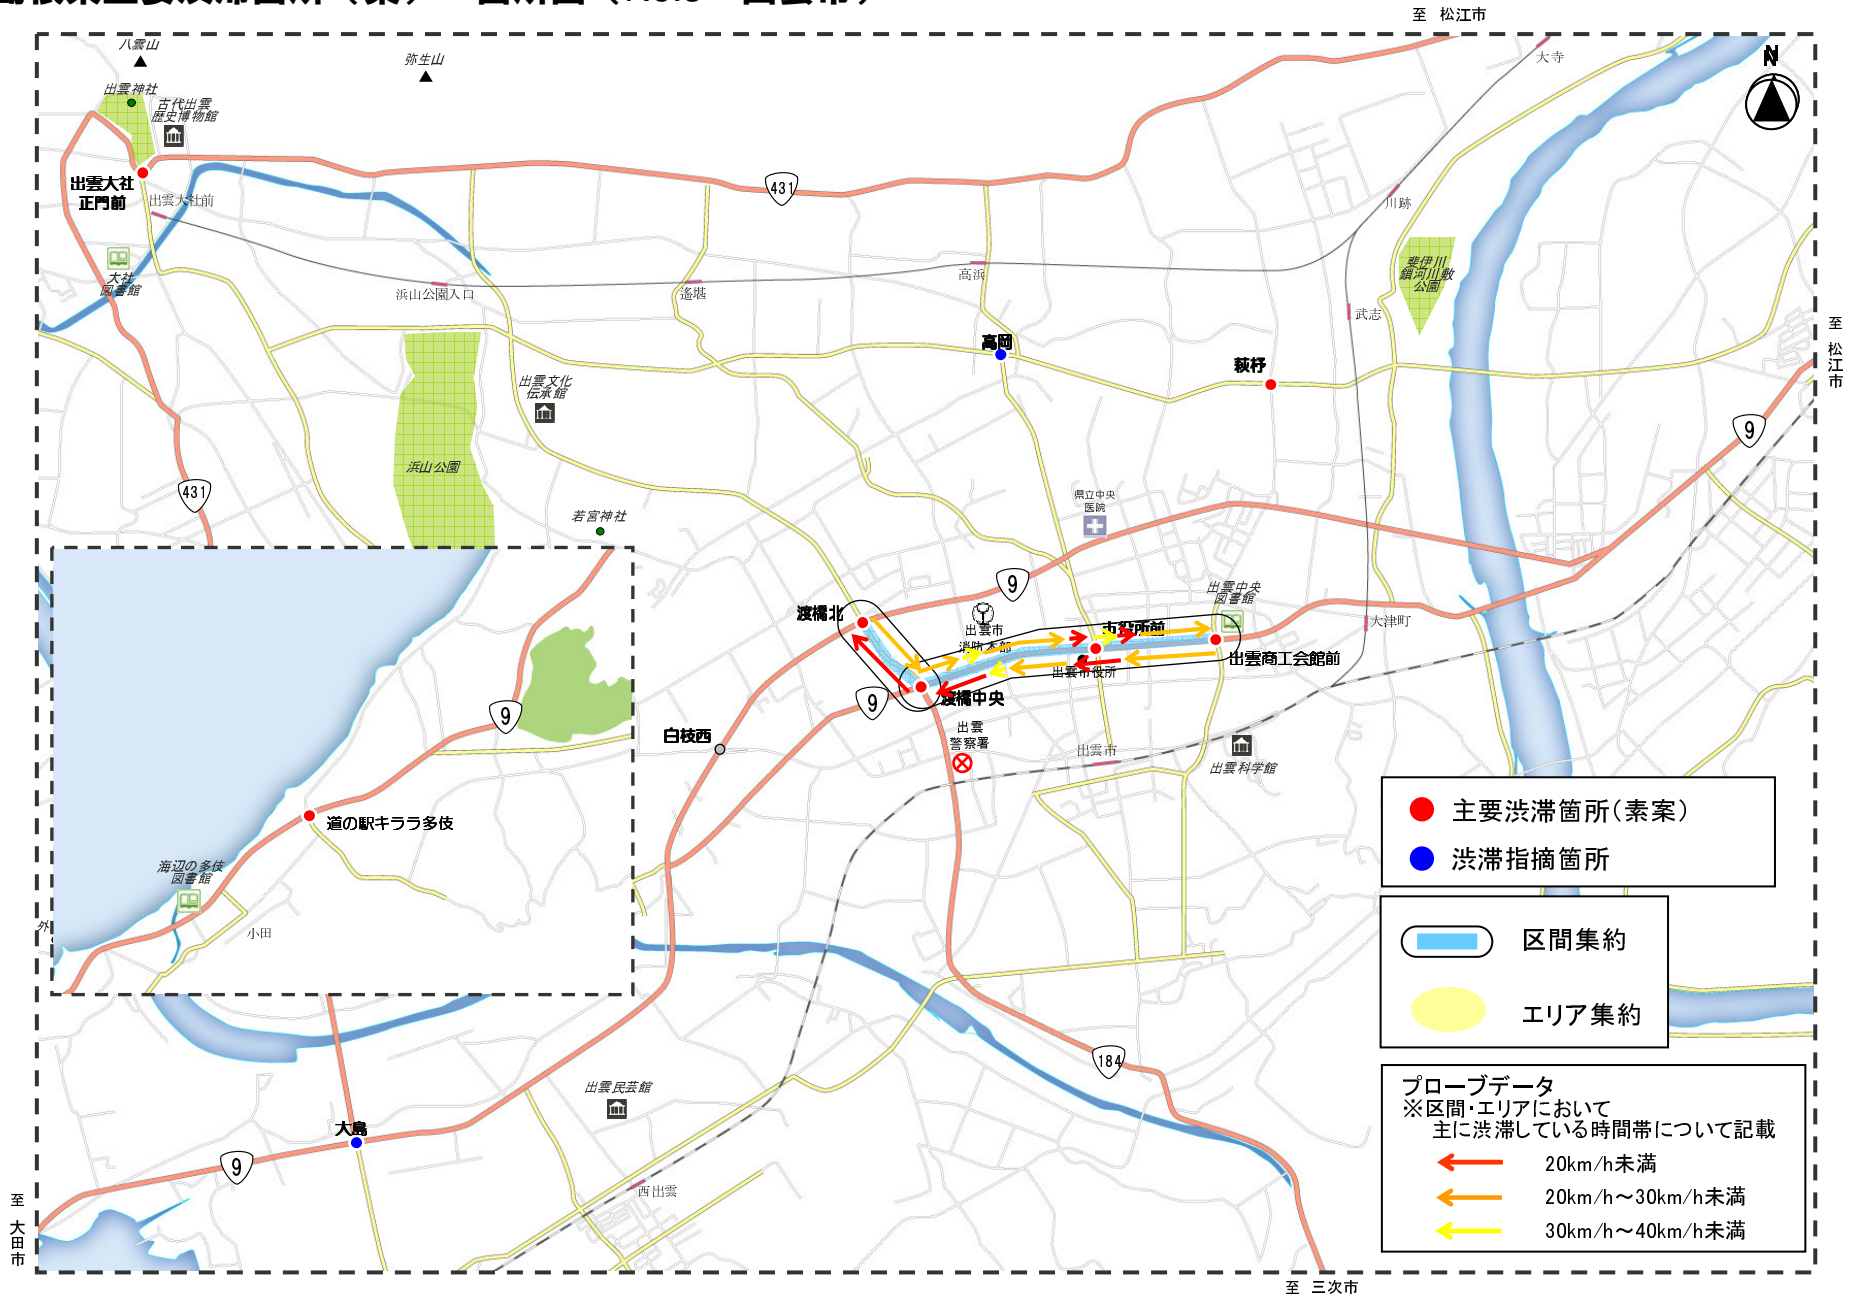 至 松江市
八雲山
弥生山
大寺
N
出雲神社
古代出雲
歴史博物館
出雲大社
正門前
出雲大社前
431
川跡
大社
図書館
浜山公園入口
遙堪
高浜
斐伊川
鎖河川敷
公園
武志
至 松江市
高岡
萩杼
出雲文化
伝承館
9
浜山公園
431
県立中央
医院
若宮神社
9
出雲中央
図書館
渡橋北
出雲市
消防本部
市役所前
大津町
出雲商工会館前
出雲市役所
9
渡橋中央
9
白枝西
出雲
警察署
出雲市
出雲科学館
道の駅キララ多伎
海辺の多伎
図書館
外
小田
主要渋滞箇所(素案)
渋滞指摘箇所
区間集約
エリア集約
184
出雲民芸館
大島
9
西出雲
至 大田市
プローブデータ
※区間・エリアにおいて
主に渋滞している時間帯について記載
20km/h未満
20km/h～30km/h未満
30km/h～40km/h未満
至 三次市